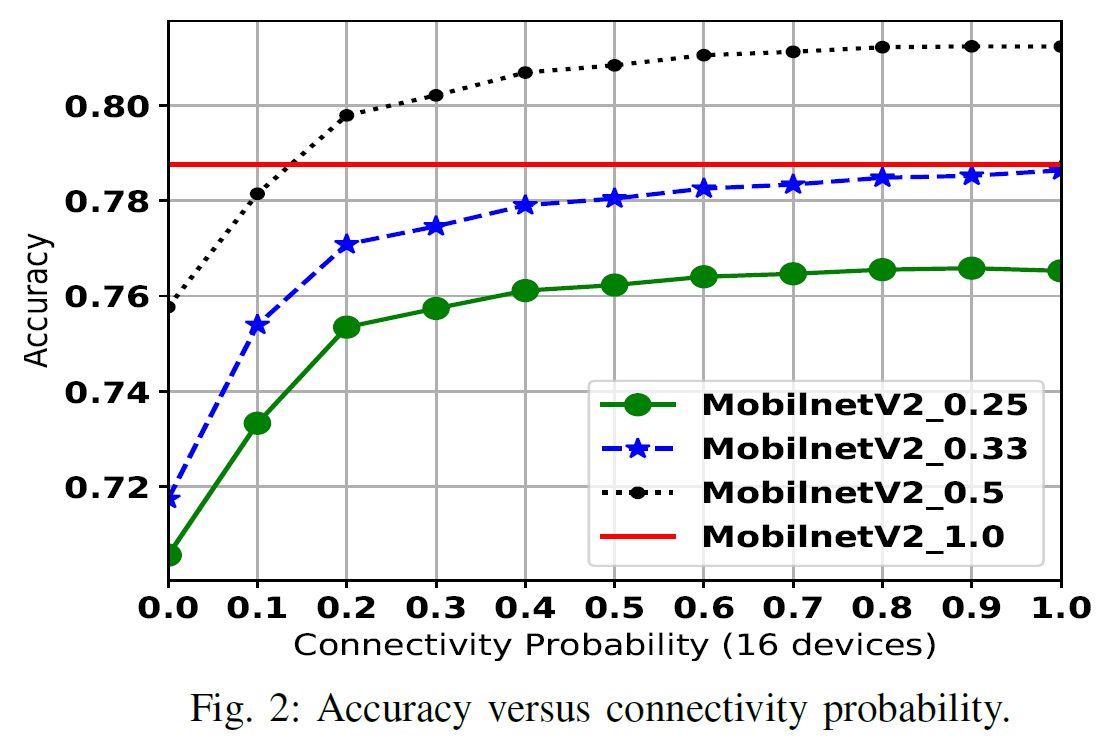 0.80
0.78
0.76
0.74
0.72
Accuracy
MobilnetV2_0.25
MobilnetV2_0.33
MobilnetV2_0.5
MobilnetV2_1.0
0.0 0.1 0.2 0.3 0.4 0.5 0.6 0.7 0.8 0.9 1.0
Connectivity Probability (16 devices)
Fig. 2: Accuracy versus connectivity probability.